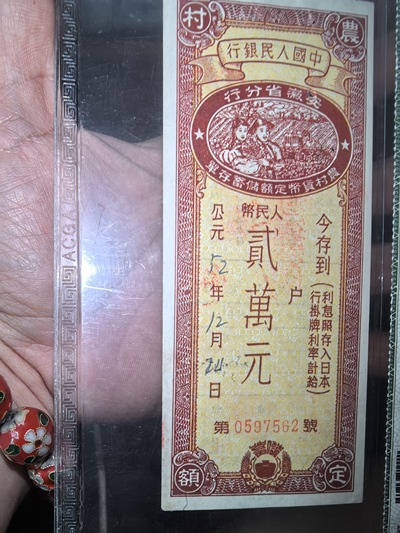 農村
中國人民銀行
安徽省分行
農村貨幣定額儲蓄存單
今存到(利息照存入日本
行掛牌利率計給)
户
人民幣
貳萬元
公元52年12月24日
第0597562號
定額
ACGA